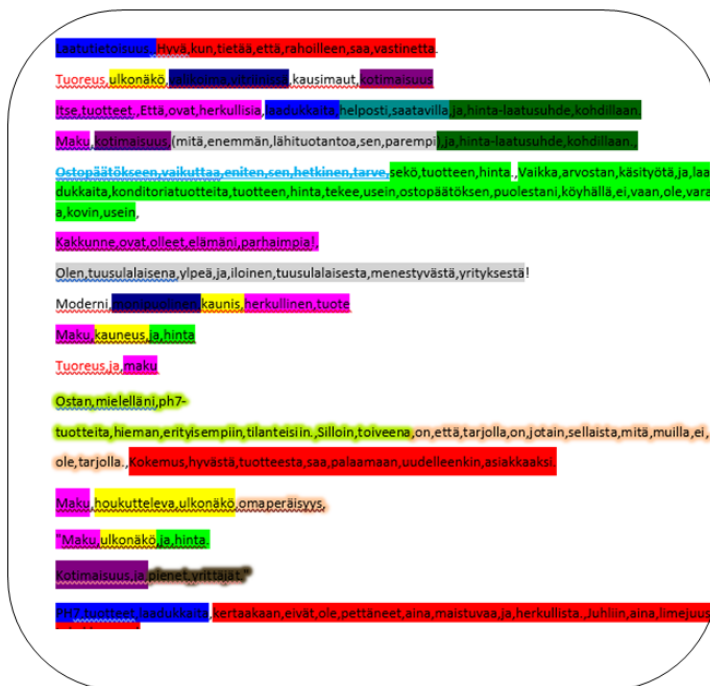 Laatutietoisuus,.Hyvä,kun,tietää,että,rahoilleen,saa,vastinetta.
Tuoreus,ulkonäkö,valikoima,vitriinissä,kausimaut,kotimaisuus
Itse,tuotteet.,Että,ovat,herkullisia,laadukkaita,helposti,saatavilla,ja,hinta-laatusuhde,kohdillaan.
Maku,kotimaisuus,(mitä,enemmän,lähituotantoa,sen,parempi),ja,hinta-laatusuhde,kohdillaan.,
Ostopäätökseen,vaikuttaa,eniten,sen,hetkinen,tarve,sekö,tuotteen,hinta.,Vaikka,arvostan,käsityötä,ja,laa
dukkaita,konditoriatuotteita,tuotteen,hinta,tekee,usein,ostopäätöksen,puolestani,köyhällä,ei,vaan,ole,vara
a,kovin,usein,
Kakkunne,ovat,olleet,elämäni,parhaimpia!,
Olen,tuusulalaisena,ylpeä,ja,iloinen,tuusulalaisesta,menestyvästä,yrityksestä!
Moderni,monipuolinen,kaunis,herkullinen,tuote
Maku,kauneus,ja,hinta
Tuoreus,ja,maku
Ostan,mielelläni,ph7-
tuotteita,hieman,erityisempiin,tilanteisiin.,Silloin,toiveena,on,että,tarjolla,on,jotain,sellaista,mitä,muilla,ei,
ole,tarjolla.,Kokemus,hyvästä,tuotteesta,saa,palaamaan,uudelleenkin,asiakkaaksi.
Maku,houkutteleva,ulkonäkö,omaperäisyys,
"Maku,ulkonäkö,ja,hinta.
Kotimaisuus,ja,pienet,yrittäjät,"
PH7,tuotteet,laadukkaita,kertaakaan,eivät,ole,pettäneet,aina,maistuvaa,ja,herkullista.,Juhliin,aina,limejuus